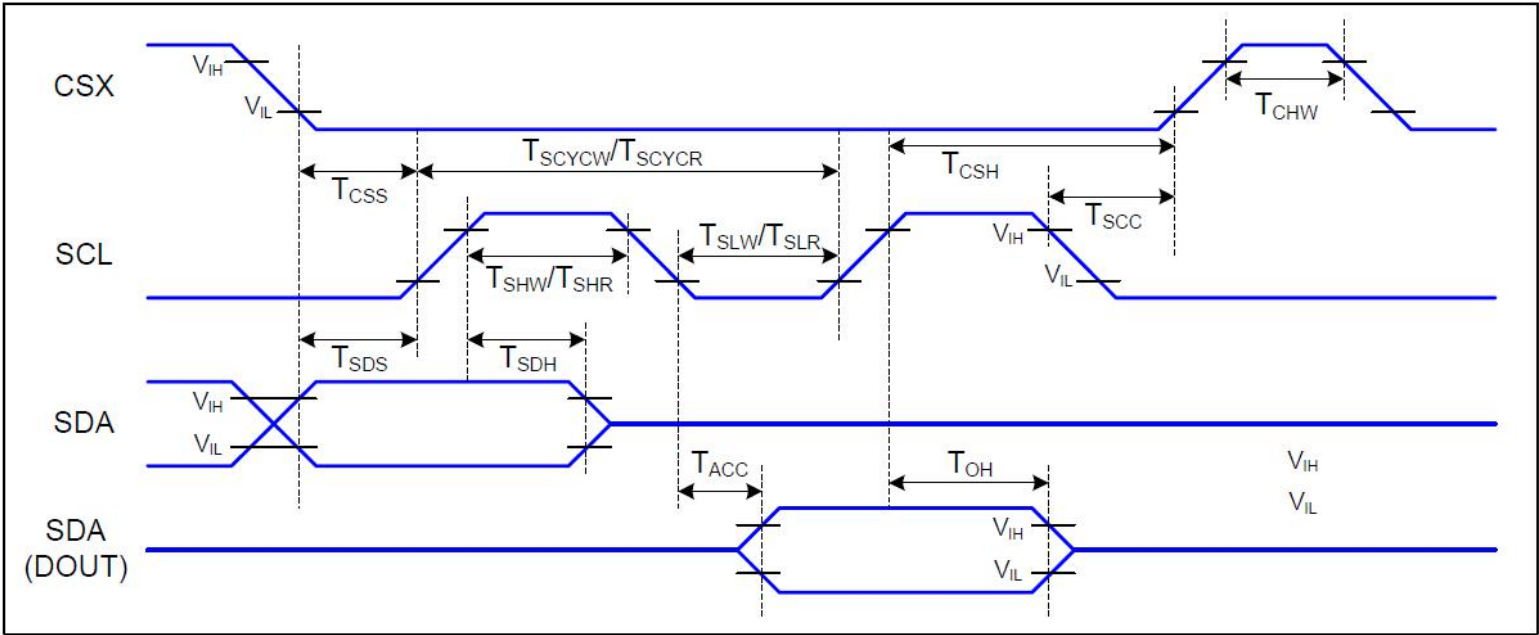 CSX
VIH
VIL
TCHW
TSCYCW/TSCYCR
TCSS
TCSH
TSCC
SCL
TSHW/TSHR
TSLW/TSLR
VIH
VIL
TSDS
TSDH
SDA
VIH
VIL
TACC
TOH
VIH
VIL
SDA
(DOUT)
VIH
VIL